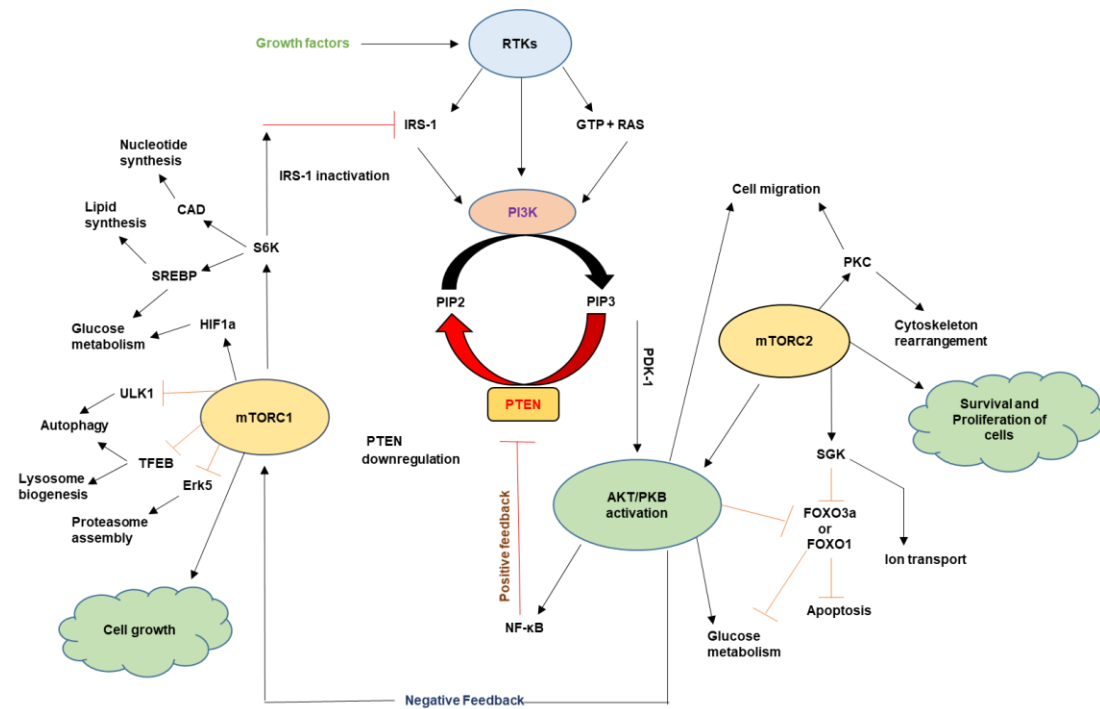 Growth factors
RTKs
IRS-1
GTP + RAS
Nucleotide
synthesis
IRS-1 inactivation
Cell migration
Lipid
synthesis
CAD
PI3K
S6K
PKC
SREBP
PIP2
PIP3
Glucose
metabolism
HIF1a
Cytoskeleton
rearrangement
mTORC2
PDK-1
ULK1
PTEN
mTORC1
Autophagy
Survival and
Proliferation of
cells
PTEN
downregulation
TFEB
SGK
Lysosome
biogenesis
Erk5
AKT/PKB
activation
FOXO3a
or
FOXO1
Proteasome
assembly
Positive feedback
Ion transport
Apoptosis
Cell growth
NF-κB
Glucose
metabolism
Negative Feedback